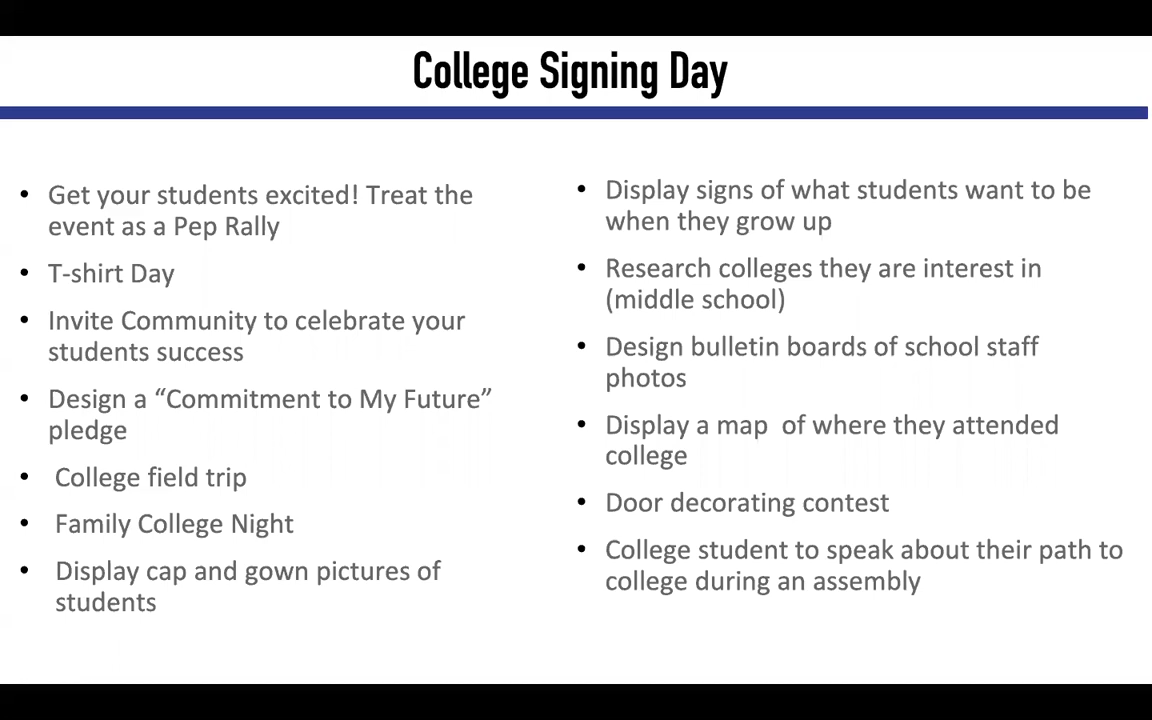 College Signing Day
• Get your students excited! Treat the
event as a Pep Rally
• T-shirt Day
• Invite Community to celebrate your
students success
• Design a “Commitment to My Future”
pledge
• College field trip
• Family College Night
• Display cap and gown pictures of
students
• Display signs of what students want to be
when they grow up
• Research colleges they are interest in
(middle school)
• Design bulletin boards of school staff
photos
• Display a map  of where they attended
college
• Door decorating contest
• College student to speak about their path to
college during an assembly